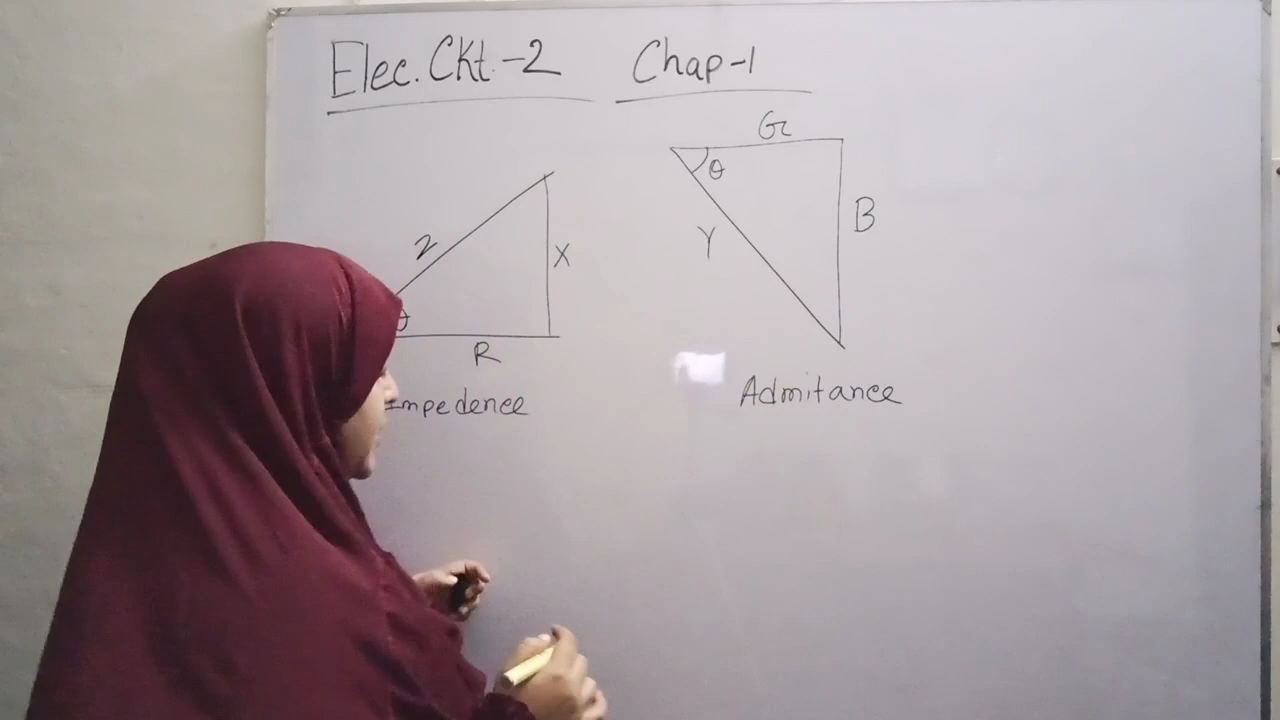 Elec. Ckt.-2 Chap-1
G
θ
B
Y
Z
X
θ
R
Impedence
Admitance